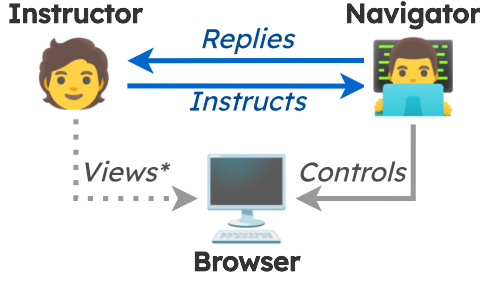 Instructor
Navigator
Replies
Instructs
Views*
Controls
Browser